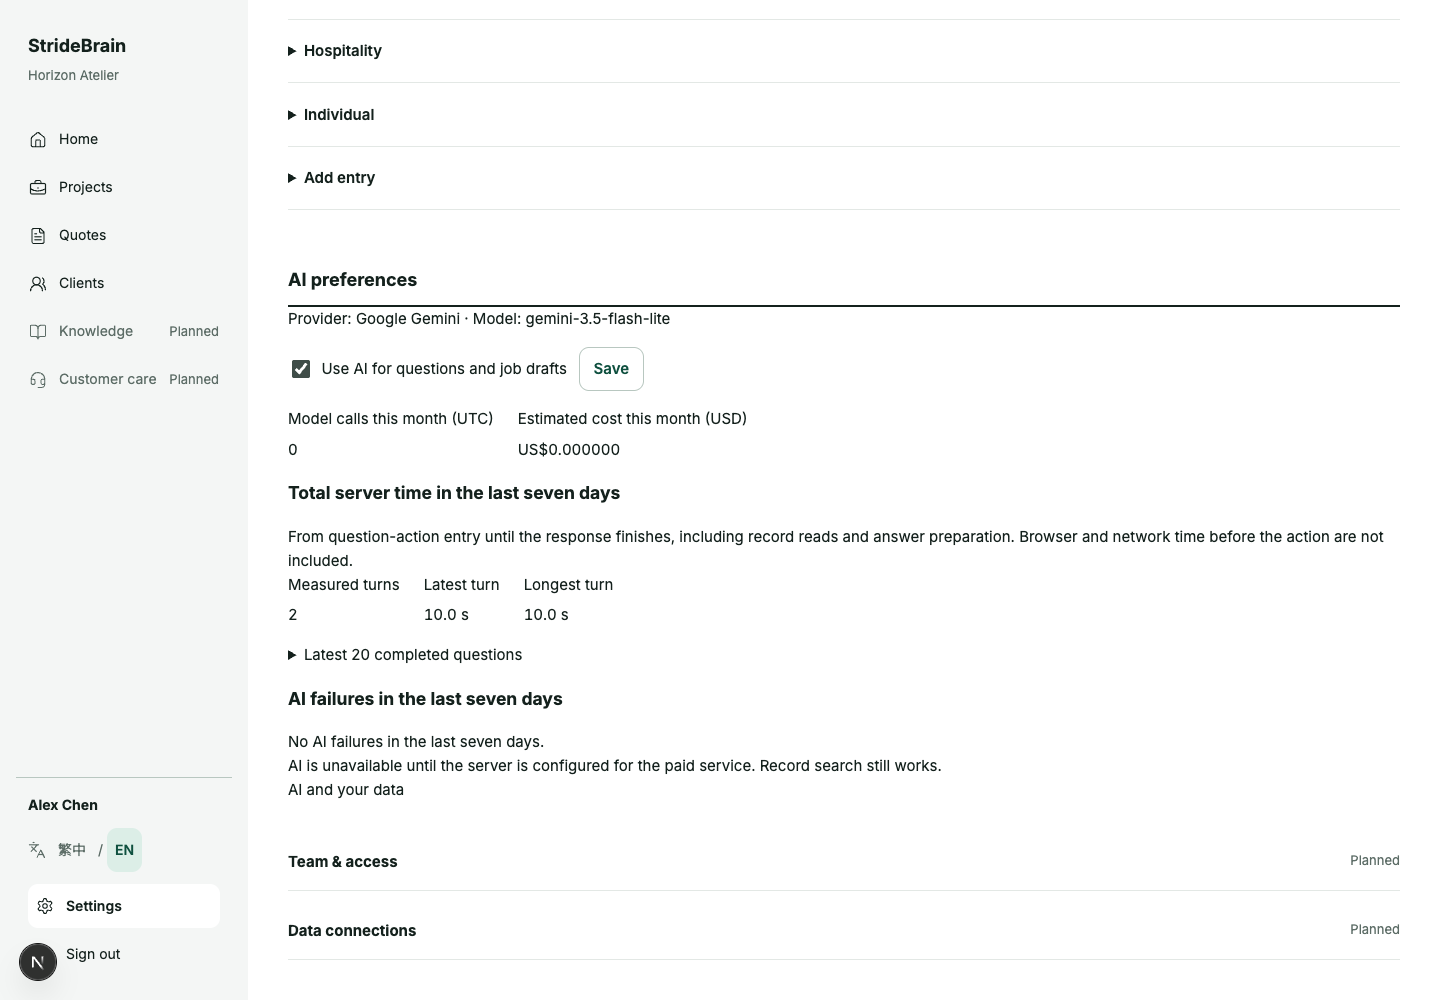 StrideBrain
Horizon Atelier
Home
Projects
Quotes
Clients
Knowledge Planned
Customer care Planned
Alex Chen
繁中 / EN
Settings
N
Sign out
Hospitality
Individual
Add entry
AI preferences
Provider: Google Gemini · Model: gemini-3.5-flash-lite
Use AI for questions and job drafts Save
Model calls this month (UTC) Estimated cost this month (USD)
0 US$0.000000
Total server time in the last seven days
From question-action entry until the response finishes, including record reads and answer preparation. Browser and network time before the action are not
included.
Measured turns Latest turn Longest turn
2 10.0 s 10.0 s
Latest 20 completed questions
AI failures in the last seven days
No AI failures in the last seven days.
AI is unavailable until the server is configured for the paid service. Record search still works.
AI and your data
Team & access Planned
Data connections Planned